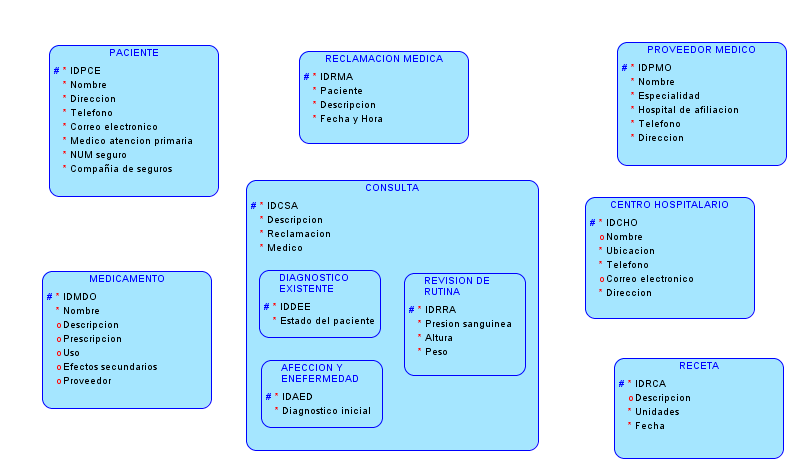 PACIENTE
# * IDPCE
* Nombre
* Direccion
* Telefono
* Correo electronico
* Medico atencion primaria
* NUM seguro
* Compañia de seguros
RECLAMACION MEDICA
# * IDRMA
* Paciente
* Descripcion
* Fecha y Hora
PROVEEDOR MEDICO
# * IDPMO
* Nombre
* Especialidad
* Hospital de afiliacion
* Telefono
* Direccion
CONSULTA
# * IDCSA
* Descripcion
* Reclamacion
* Medico
DIAGNOSTICO
EXISTENTE
# * IDDEE
* Estado del paciente
REVISION DE
RUTINA
# * IDRRA
* Presion sanguinea
* Altura
* Peso
AFECCION Y
ENEFERMEDAD
# * IDAED
* Diagnostico inicial
CENTRO HOSPITALARIO
# * IDCHO
o Nombre
* Ubicacion
* Telefono
o Correo electronico
* Direccion
MEDICAMENTO
# * IDMDO
* Nombre
o Descripcion
o Prescripcion
o Uso
o Efectos secundarios
o Proveedor
RECETA
# * IDRCA
o Descripcion
* Unidades
* Fecha